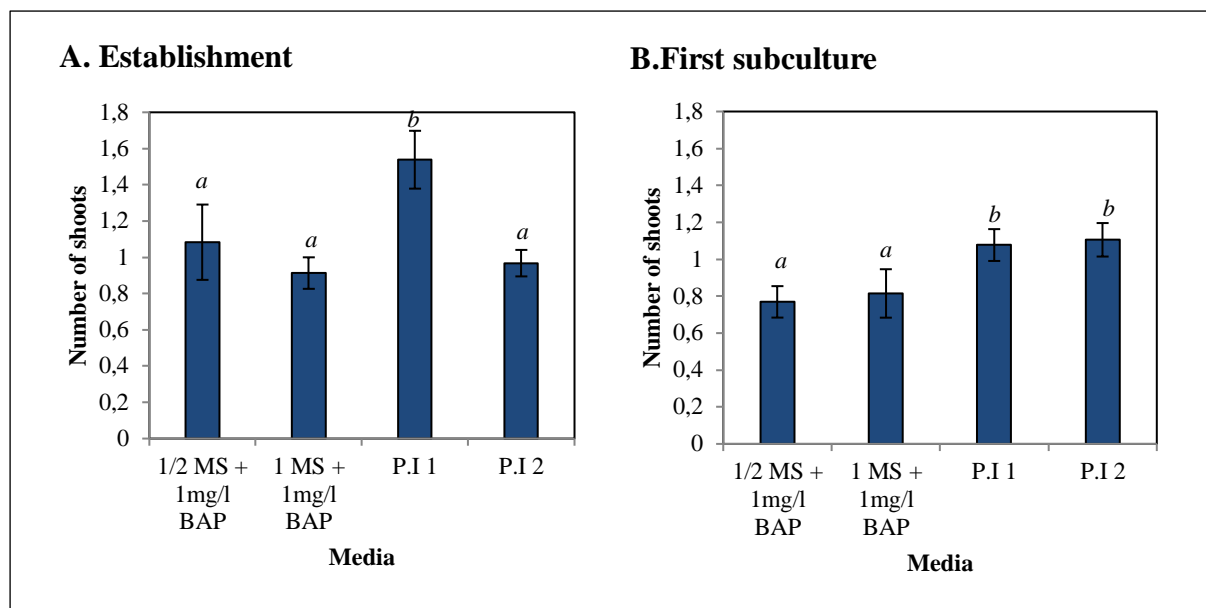 A. Establishment
Number of shoots
1,8
1,6
1,4
1,2
1
0,8
0,6
0,4
0,2
0
a
a
b
a
1/2 MS +
1mg/l
BAP
1 MS +
1mg/l
BAP
P.I 1
P.I 2
Media
B.First subculture
Number of shoots
1,8
1,6
1,4
1,2
1
0,8
0,6
0,4
0,2
0
a
a
b
b
1/2 MS +
1mg/l
BAP
1 MS +
1mg/l
BAP
P.I 1
P.I 2
Media